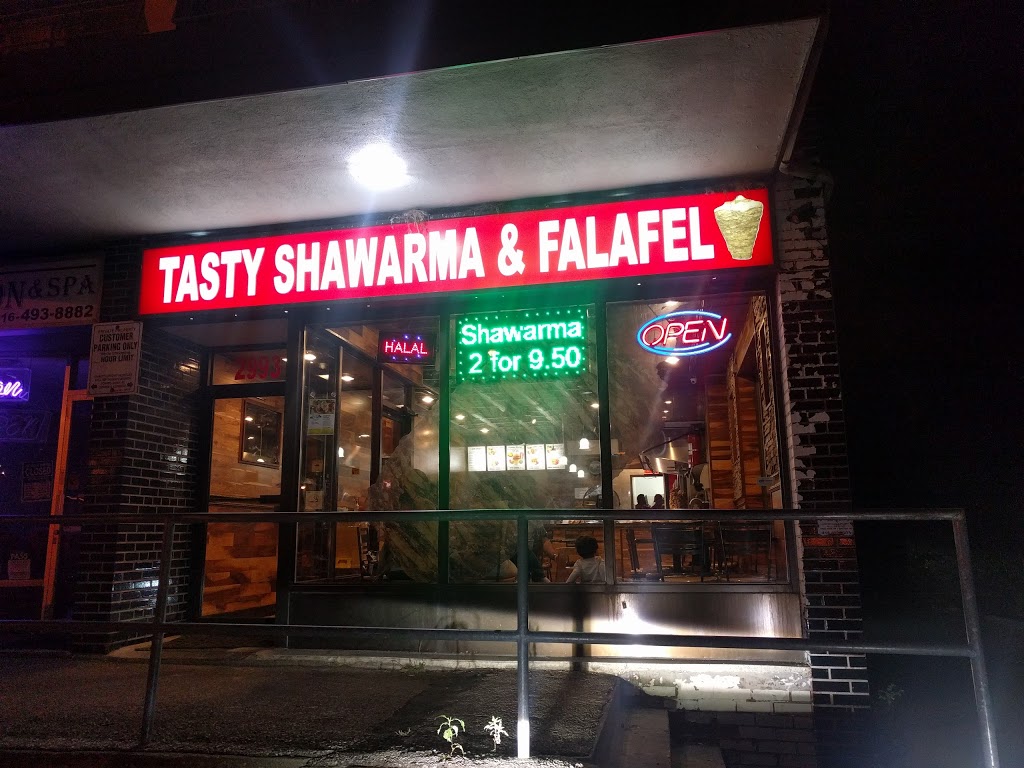 TASTY SHAWARMA & FALAFEL
ON & SPA
16-493-8882
CUSTOMER
PARKING ONLY
HOUR LIMIT
HALAL
Shawarma
2 for 9.50
OPEN